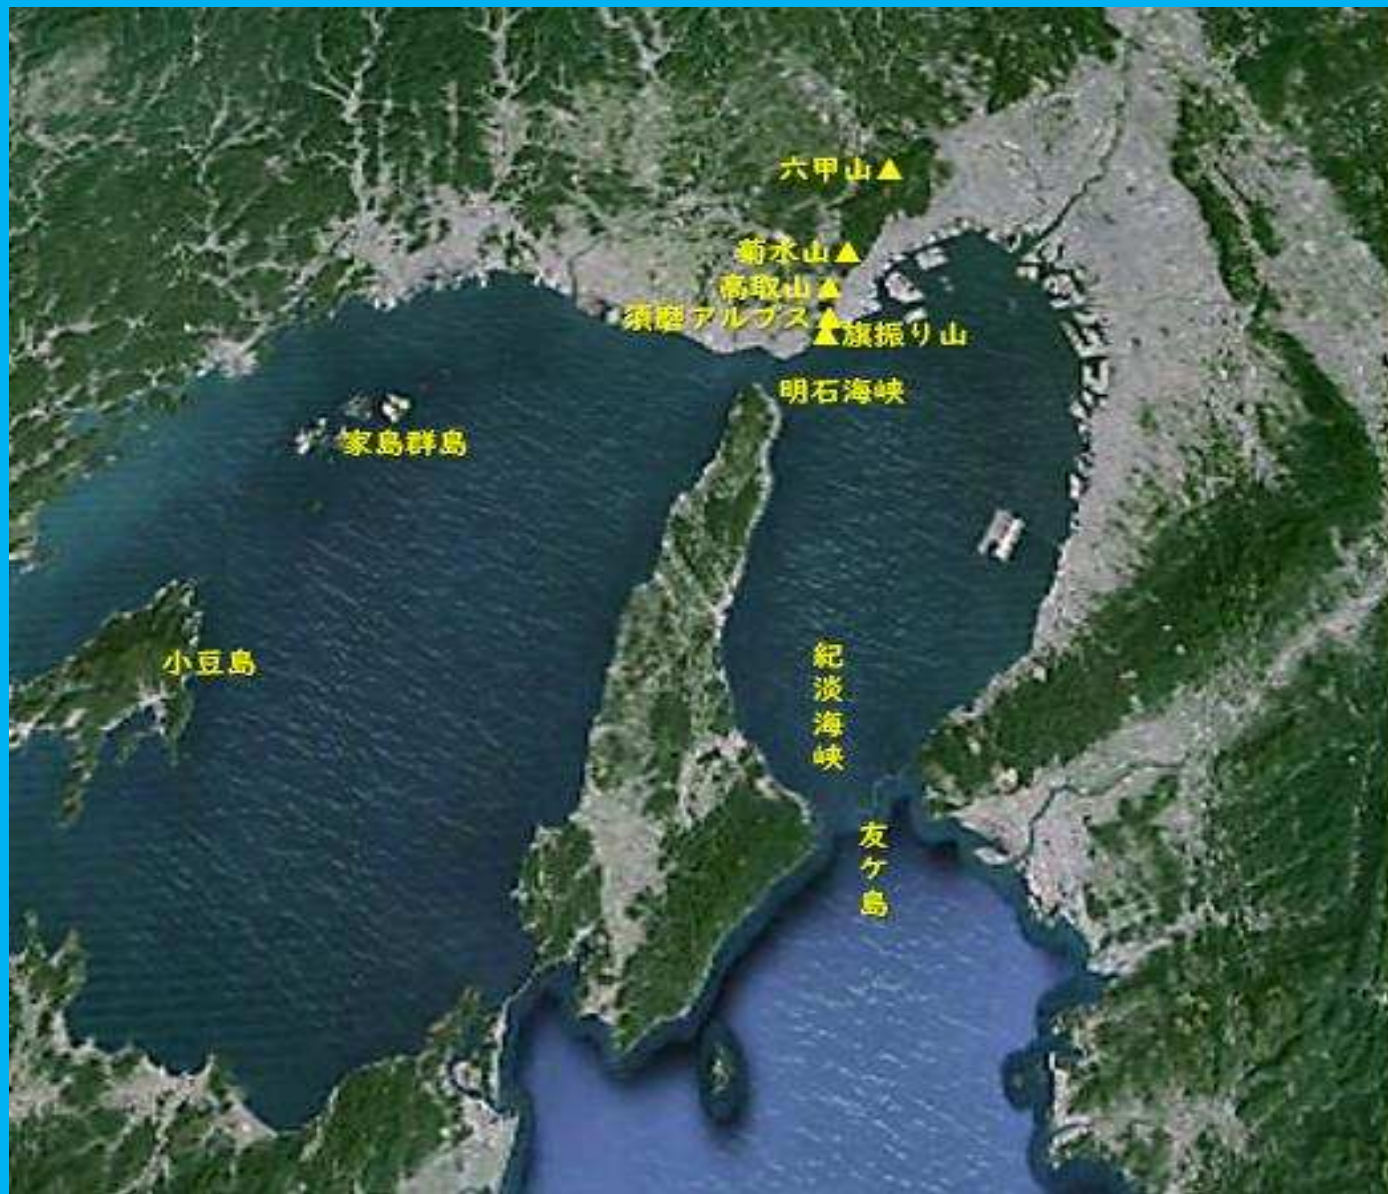 六甲山▲
菊水山▲
高取山▲
須磨アルプス▲
▲旗振り山
明石海峡
家島群島
小豆島
紀淡海峡
友ケ島